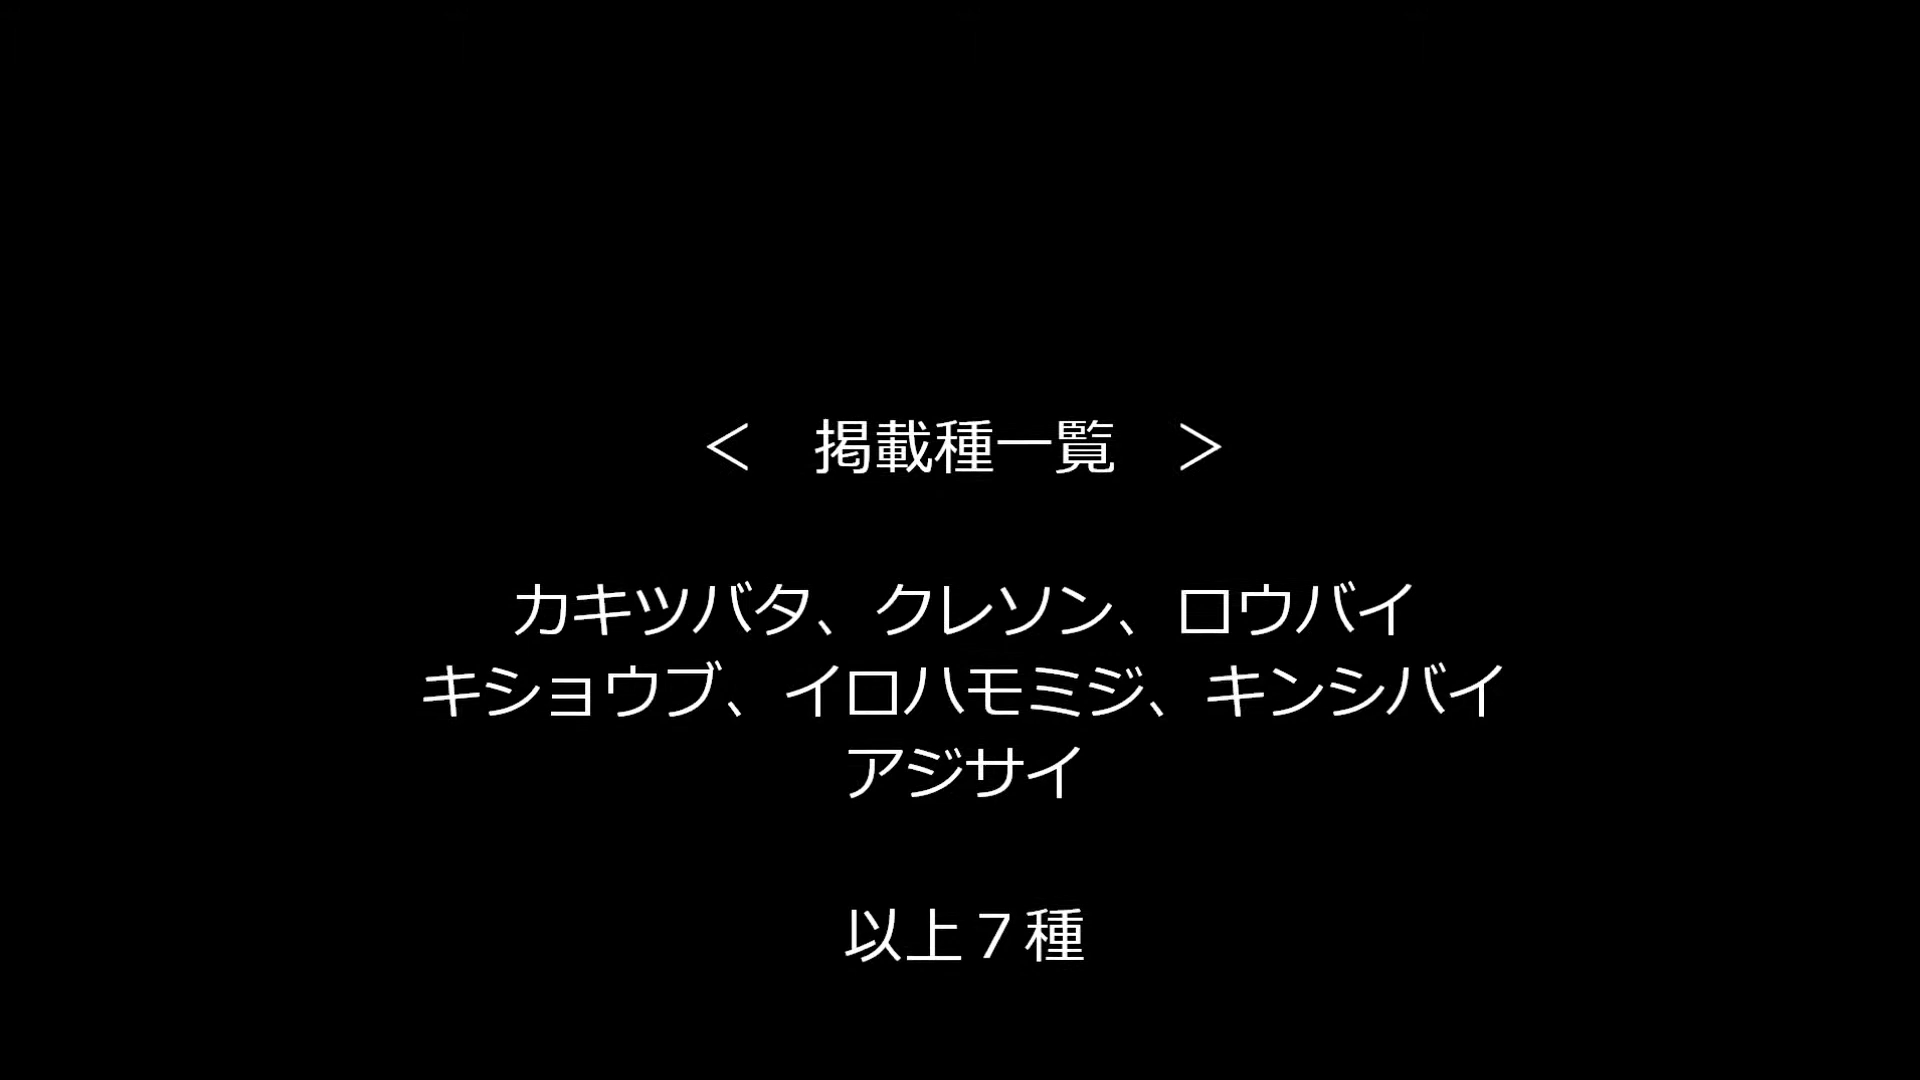 ＜　掲載種一覧　＞
カキツバタ、クレソン、ロウバイ
キショウブ、イロハモミジ、キンシバイ
アジサイ
以上７種